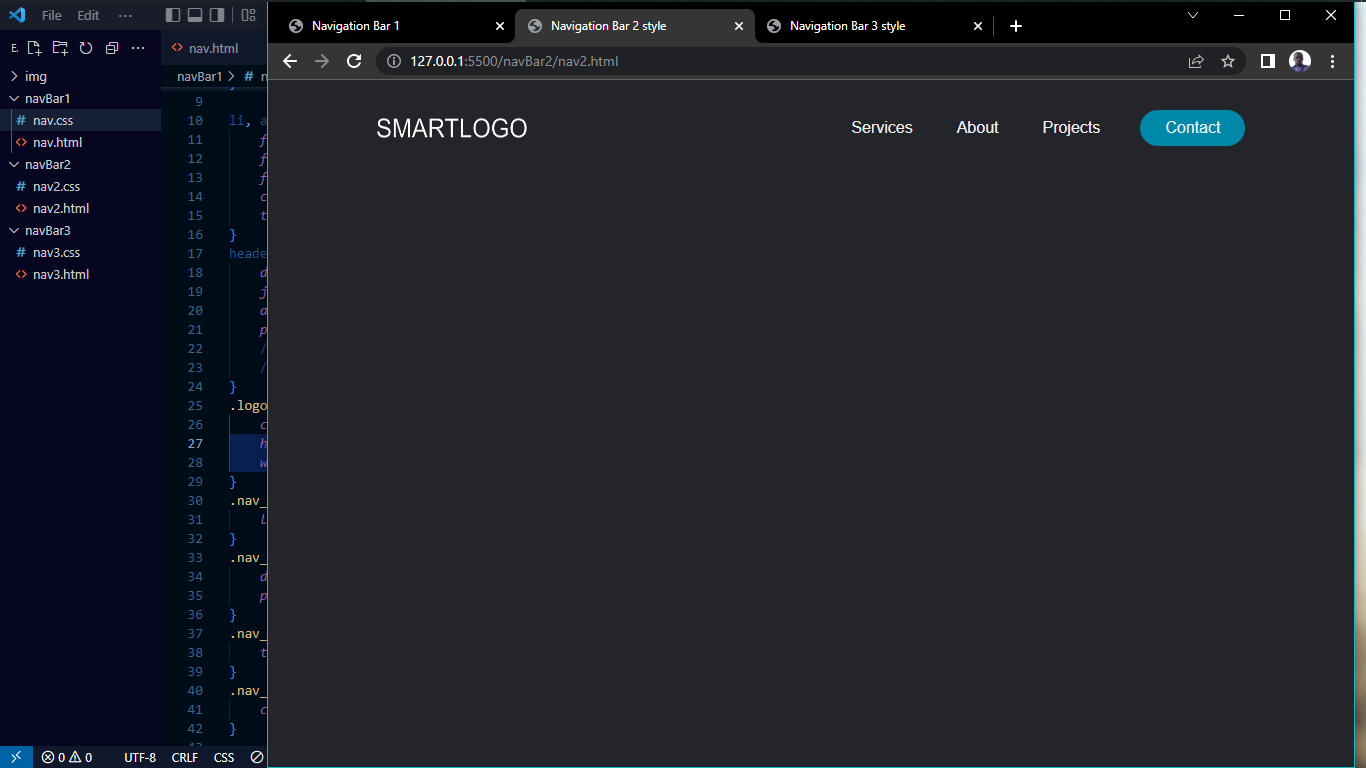 File Edit ...
E.
nav.html
img
navBar1
nav.css
nav.html
navBar2
nav2.css
nav2.html
navBar3
nav3.css
nav3.html
navBar1 > # n
9
10 li, a
11 f
12 f
13 f
14 c
15 t
16 }
17 heade
18 d
19 j
20 a
21 p
22 /
23 /
24 }
25 .logo
26 c
27 h
28 w
29 }
30 .nav_
31 l
32 }
33 .nav_
34 d
35 p
36 }
37 .nav_
38 t
39 }
40 .nav_
41 c
42 }
0 0 UTF-8 CRLF CSS
Navigation Bar 1
Navigation Bar 2 style
Navigation Bar 3 style
127.0.0.1:5500/navBar2/nav2.html
SMARTLOGO Services About Projects Contact